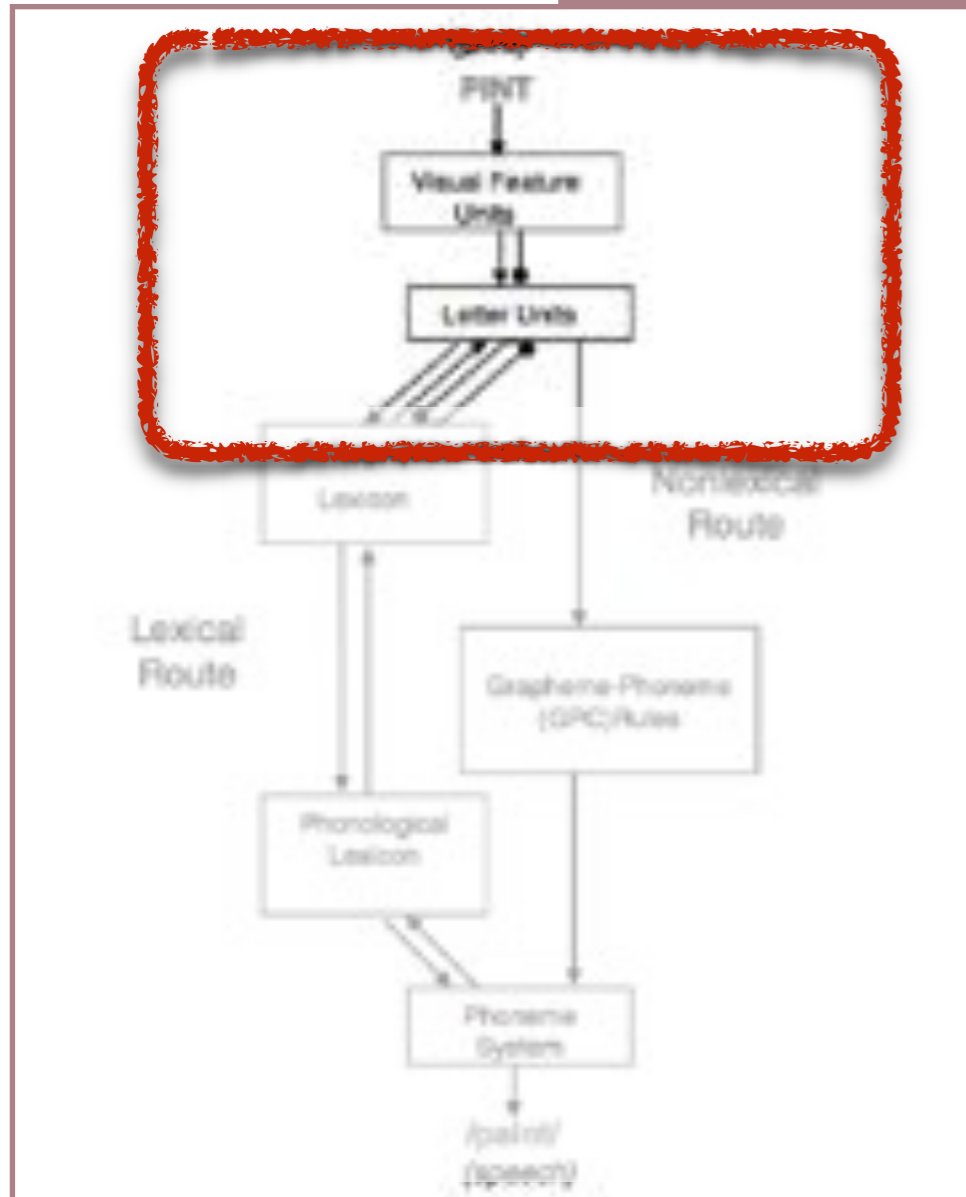 PINT
Visual Feature
Units
Letter Units
Lexicon
Nonlexical
Route
Lexical
Route
Grapheme-Phoneme
(GPC)Rules
Phonological
Lexicon
Phoneme
System
(speech)